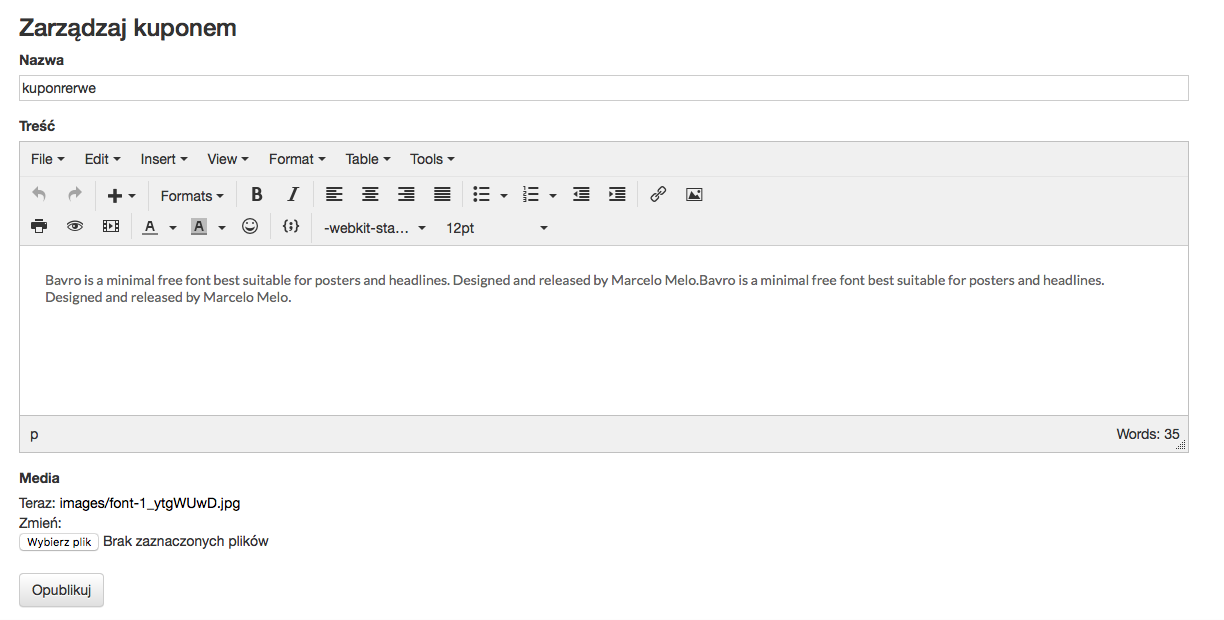 Zarządzaj kuponem
Nazwa
kuponrerwe
Treść
File Edit Insert View Format Table Tools
Formats B I
A A {;} -webkit-sta... 12pt
Bavro is a minimal free font best suitable for posters and headlines. Designed and released by Marcelo Melo.Bavro is a minimal free font best suitable for posters and headlines.
Designed and released by Marcelo Melo.
p Words: 35
Media
Teraz: images/font-1_ytgWUwD.jpg
Zmień:
Wybierz plik Brak zaznaczonych plików
Opublikuj